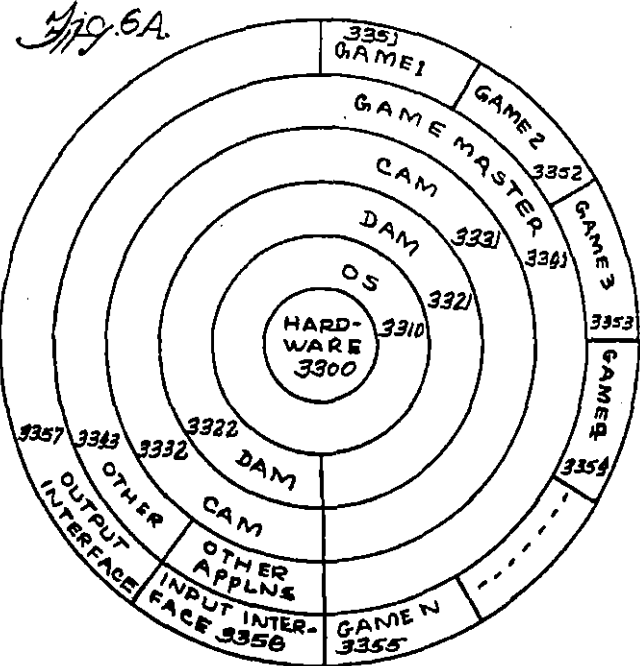 Fig. 6A.
3351
GAME1
GAME2
3352
GAME3
3353
GAME4
3354
GAME MASTER
3341
CAM
3331
DAM
3321
OS
3310
HARD-
WARE
3300
3322
DAM
3332
CAM
3343
OTHER
OTHER
APPLNS
3357
OUTPUT
INTERFACE
INPUT INTER-
FACE 3356
GAME N
3355